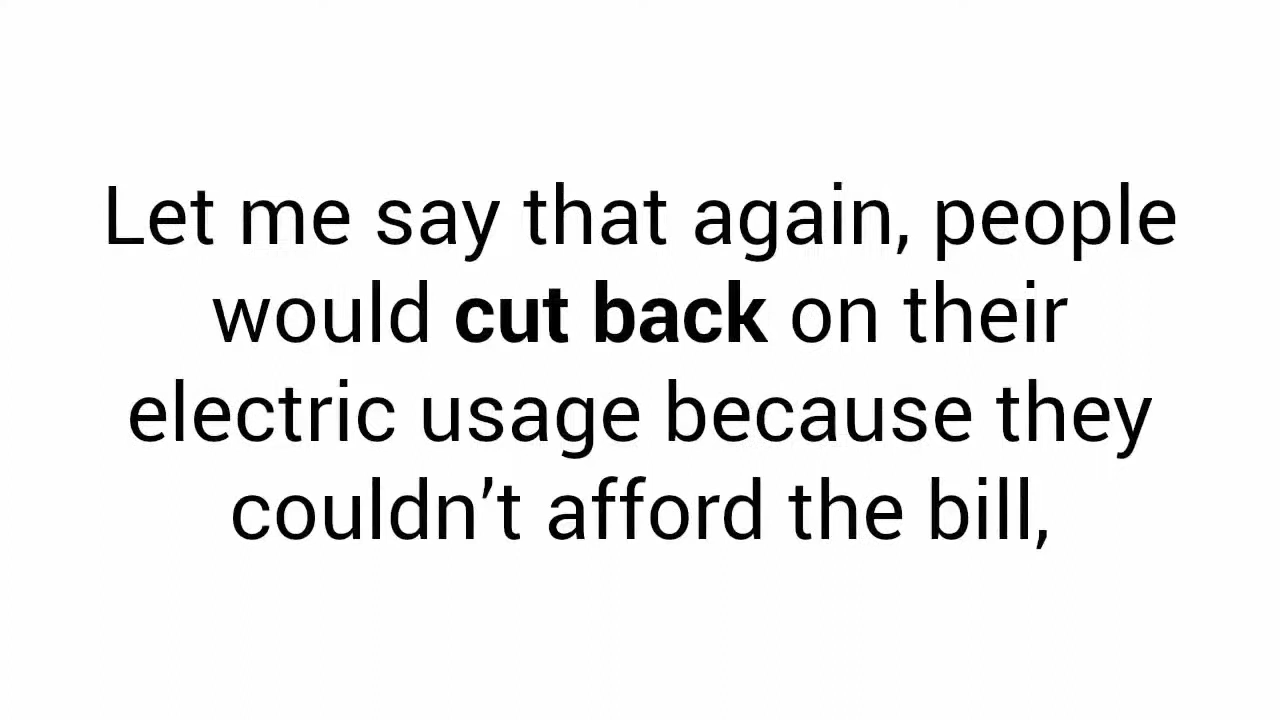 Let me say that again, people
would cut back on their
electric usage because they
couldn’t afford the bill,